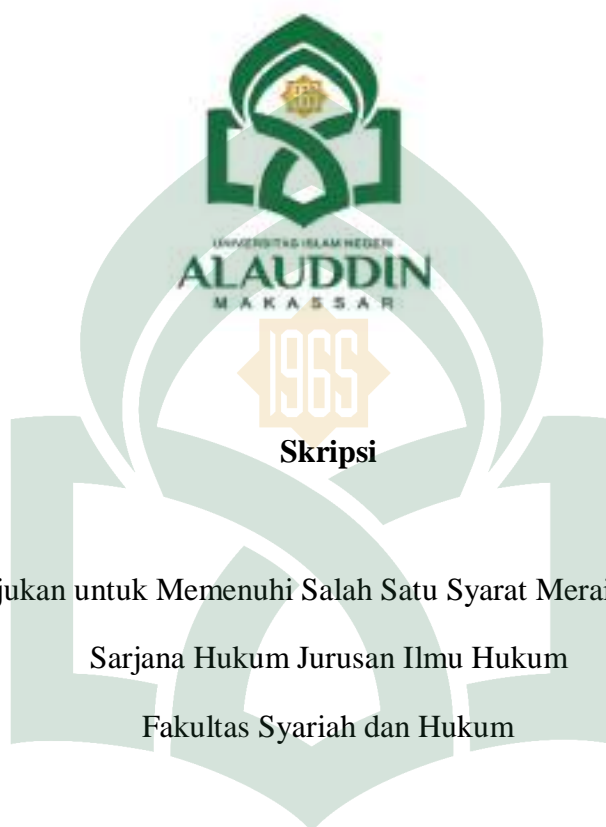 UNIVERSITAS ISLAM NEGERI
ALAUDDIN
MAKASSAR
1965
Skripsi
jukan untuk Memenuhi Salah Satu Syarat Merai
Sarjana Hukum Jurusan Ilmu Hukum
Fakultas Syariah dan Hukum